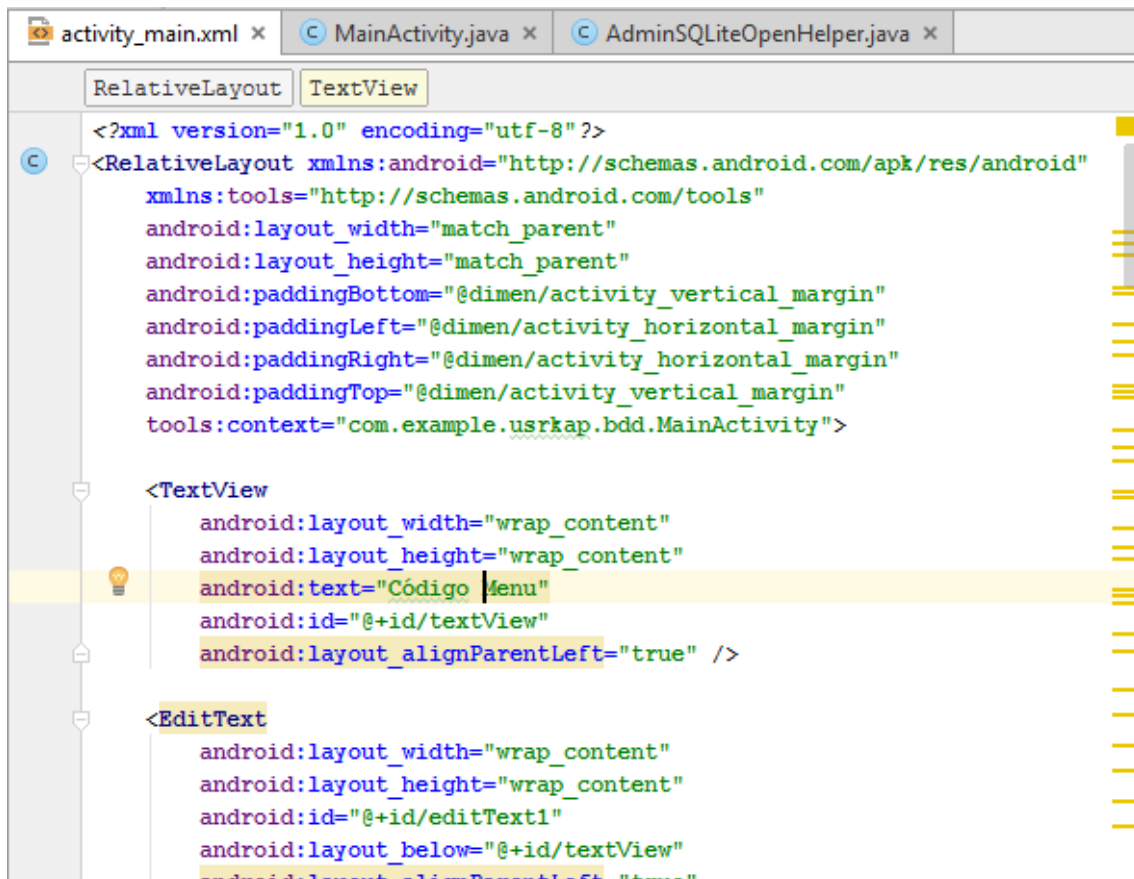 activity_main.xml × MainActivity.java × AdminSQLiteOpenHelper.java ×
RelativeLayout TextView
<?xml version="1.0" encoding="utf-8"?>
<RelativeLayout xmlns:android="http://schemas.android.com/apk/res/android"
    xmlns:tools="http://schemas.android.com/tools"
    android:layout_width="match_parent"
    android:layout_height="match_parent"
    android:paddingBottom="@dimen/activity_vertical_margin"
    android:paddingLeft="@dimen/activity_horizontal_margin"
    android:paddingRight="@dimen/activity_horizontal_margin"
    android:paddingTop="@dimen/activity_vertical_margin"
    tools:context="com.example.usrkap.bdd.MainActivity">
    <TextView
        android:layout_width="wrap_content"
        android:layout_height="wrap_content"
        android:text="Código Menu"
        android:id="@+id/textView"
        android:layout_alignParentLeft="true" />
    <EditText
        android:layout_width="wrap_content"
        android:layout_height="wrap_content"
        android:id="@+id/editText1"
        android:layout_below="@+id/textView"
        android:layout_alignParentLeft="true"